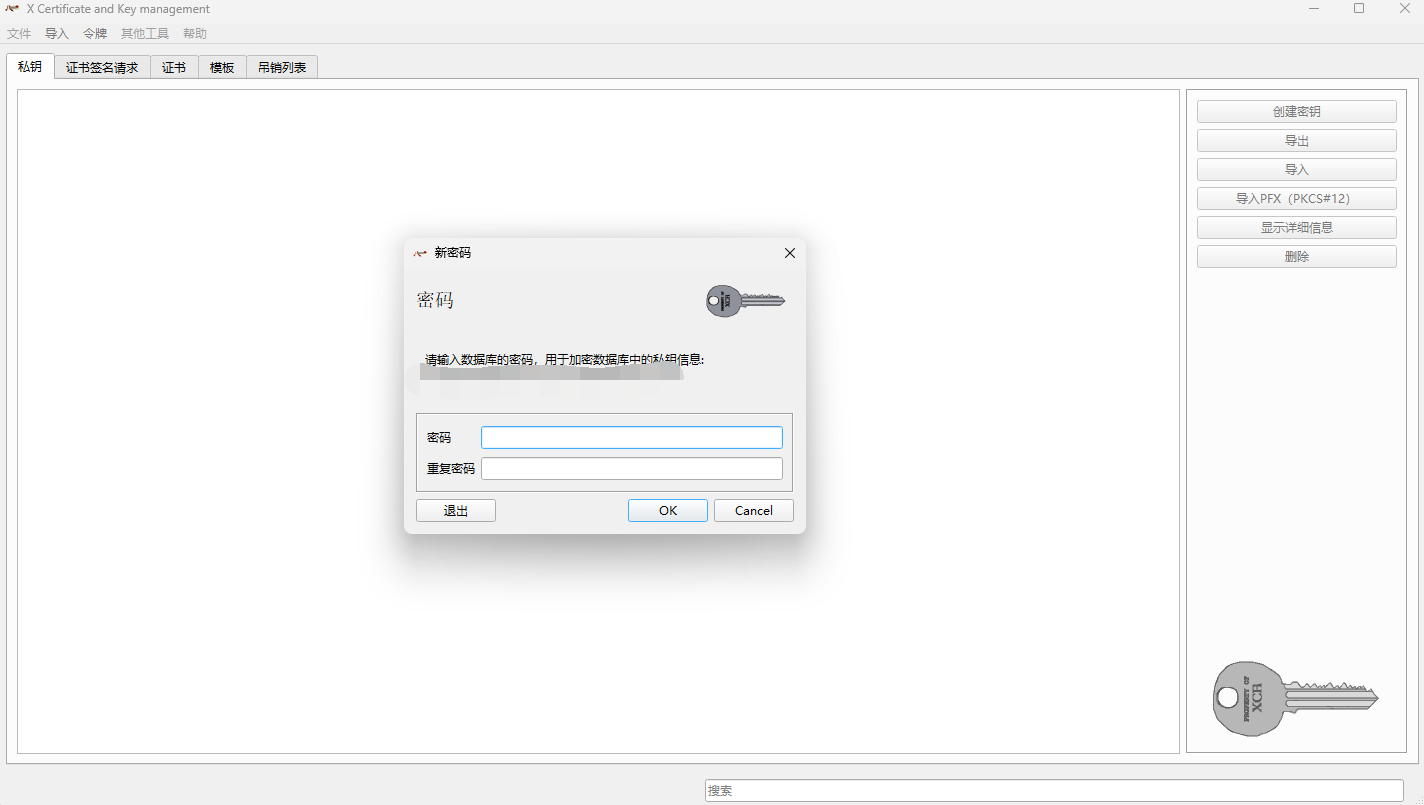 X Certificate and Key management
文件 导入 令牌 其他工具 帮助
私钥 证书签名请求 证书 模板 吊销列表
创建密钥
导出
导入
导入PFX（PKCS#12）
显示详细信息
删除
新密码
密码
请输入数据库的密码，用于加密数据库中的私钥信息:
密码
重复密码
退出 OK Cancel
PROPERTY OF
XCA
搜索